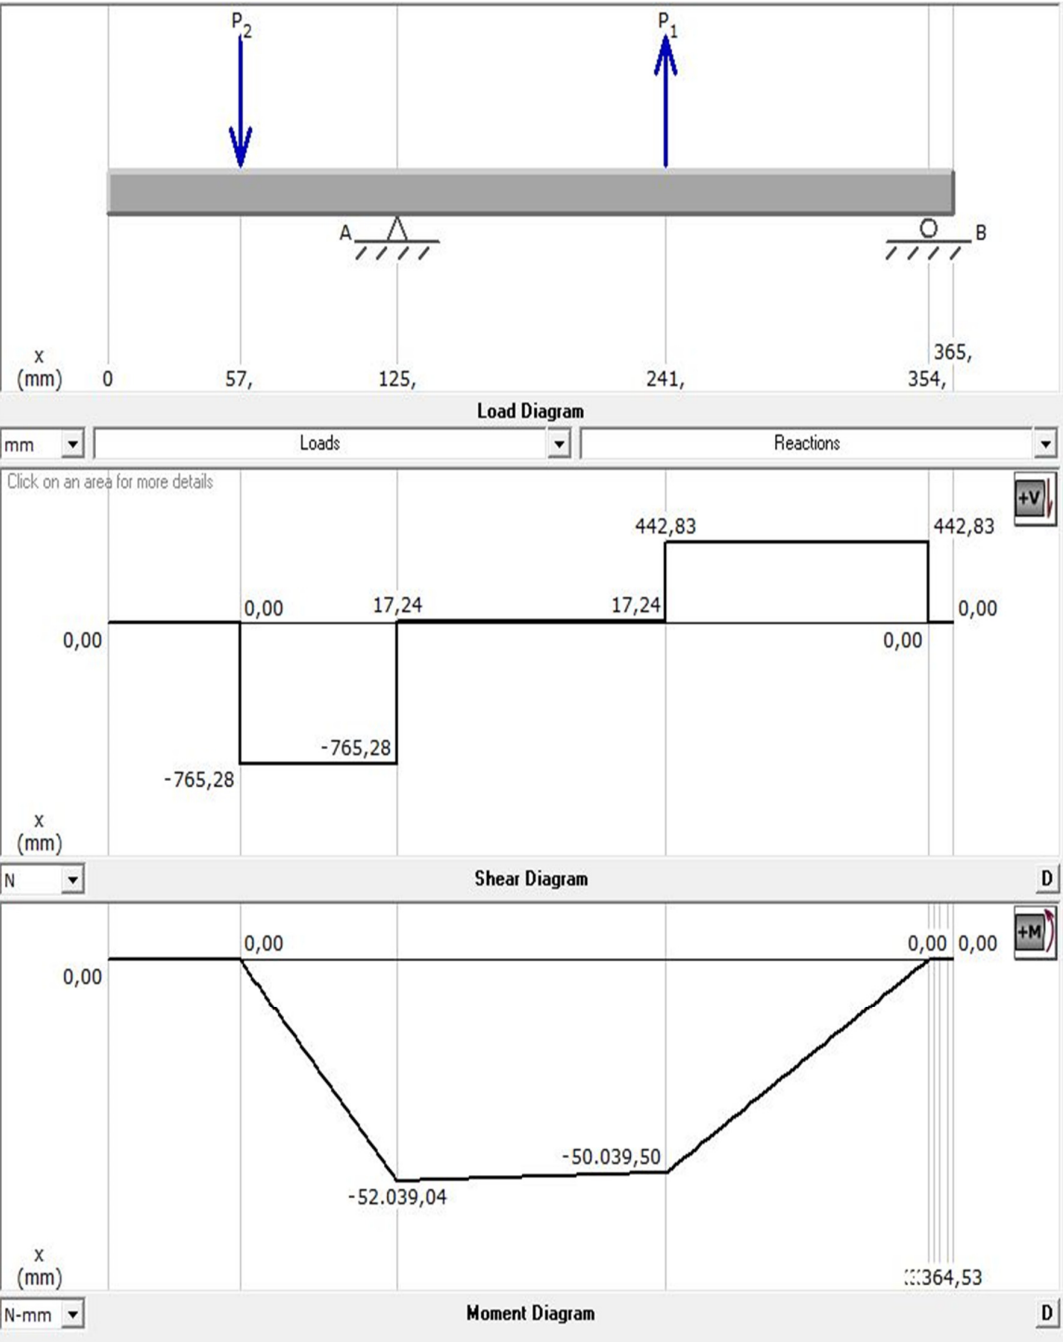 P2 P1
A B
x 365,
(mm) 0 57, 125, 241, 354,
Load Diagram
mm Loads Reactions
Click on an area for more details +V
442,83 442,83
0,00 17,24 17,24 0,00
0,00 0,00
-765,28
-765,28
x
(mm)
N Shear Diagram D
0,00 0,00 0,00 +M
0,00
-50.039,50
-52.039,04
x
(mm) 364,53
N-mm Moment Diagram D